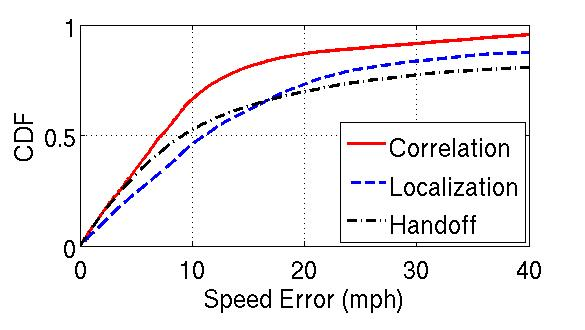 1
0.5
0
CDF
Correlation
Localization
Handoff
0 10 20 30 40
Speed Error (mph)